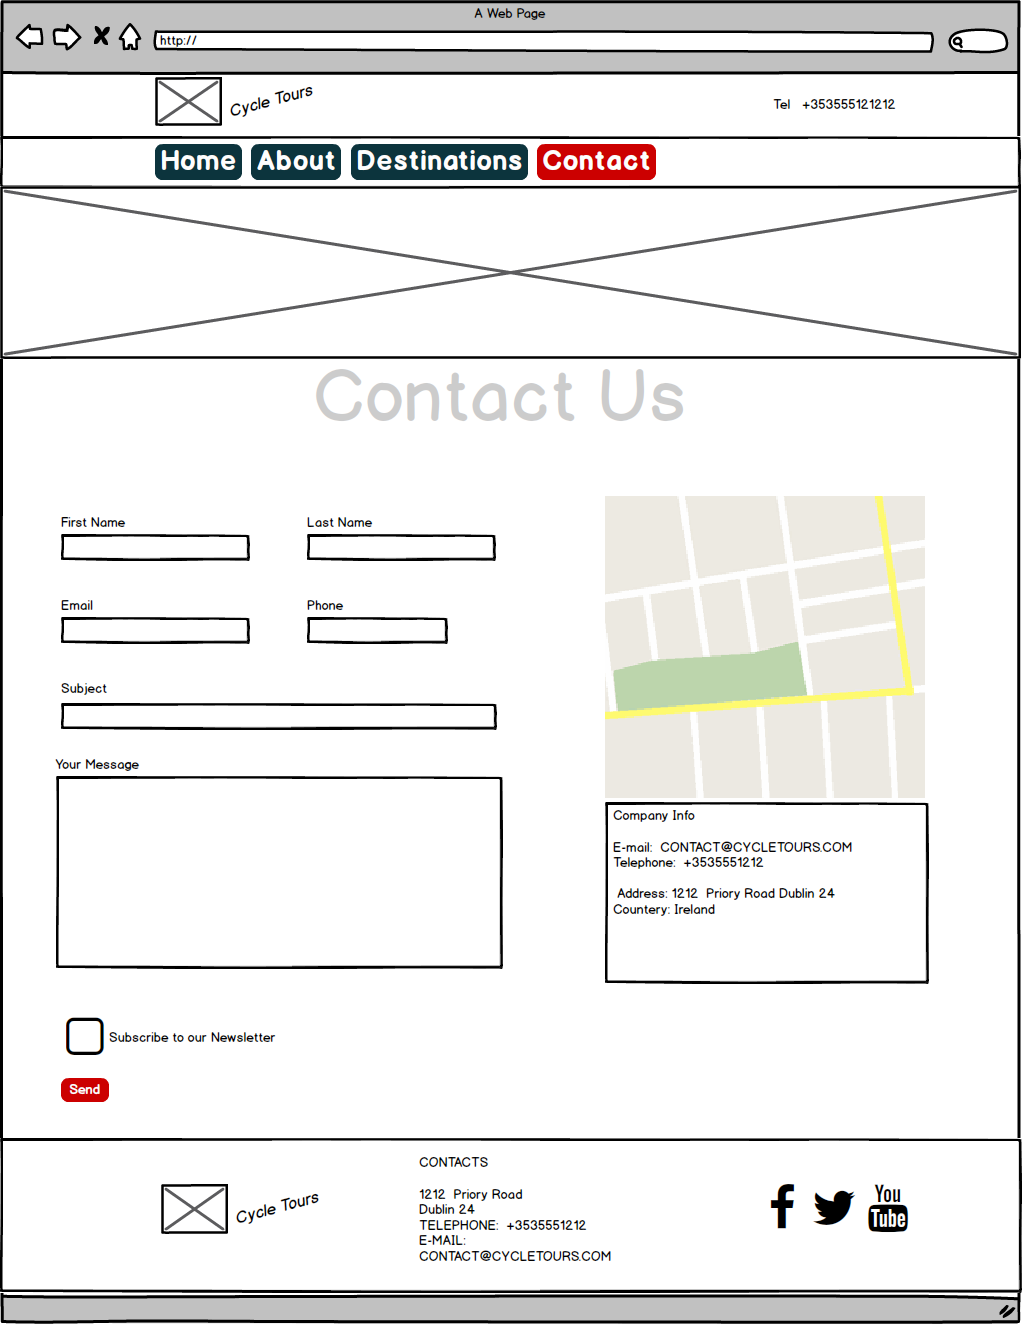 A Web Page
http://
Cycle Tours
Tel +353555121212
Home About Destinations Contact
Contact Us
First Name
Last Name
Email
Phone
Subject
Your Message
Subscribe to our Newsletter
Send
Company Info
E-mail: CONTACT@CYCLETOURS.COM
Telephone: +3535551212
Address: 1212 Priory Road Dublin 24
Countery: Ireland
Cycle Tours
CONTACTS
1212 Priory Road
Dublin 24
TELEPHONE: +3535551212
E-MAIL:
CONTACT@CYCLETOURS.COM
You
Tube